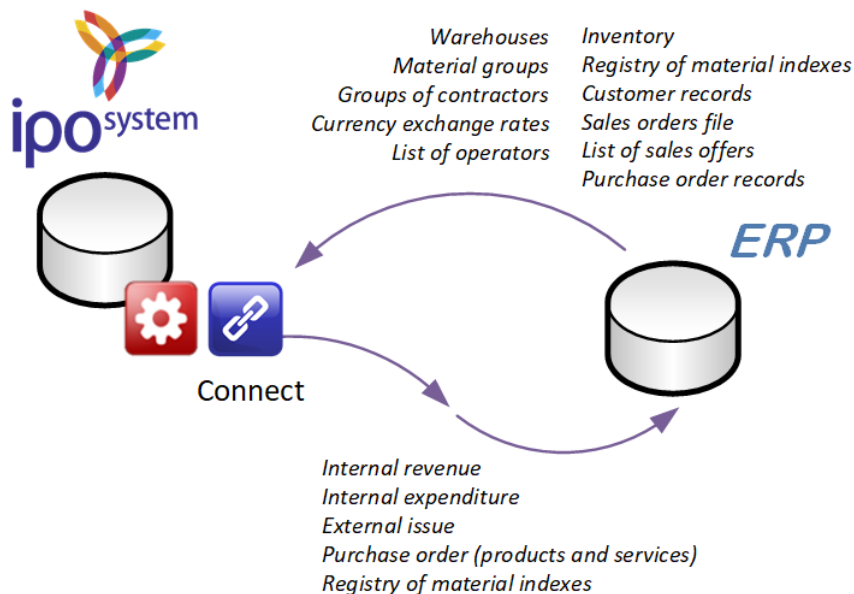 iposystem
Warehouses
Material groups
Groups of contractors
Currency exchange rates
List of operators
Inventory
Registry of material indexes
Customer records
Sales orders file
List of sales offers
Purchase order records
ERP
Connect
Internal revenue
Internal expenditure
External issue
Purchase order (products and services)
Registry of material indexes